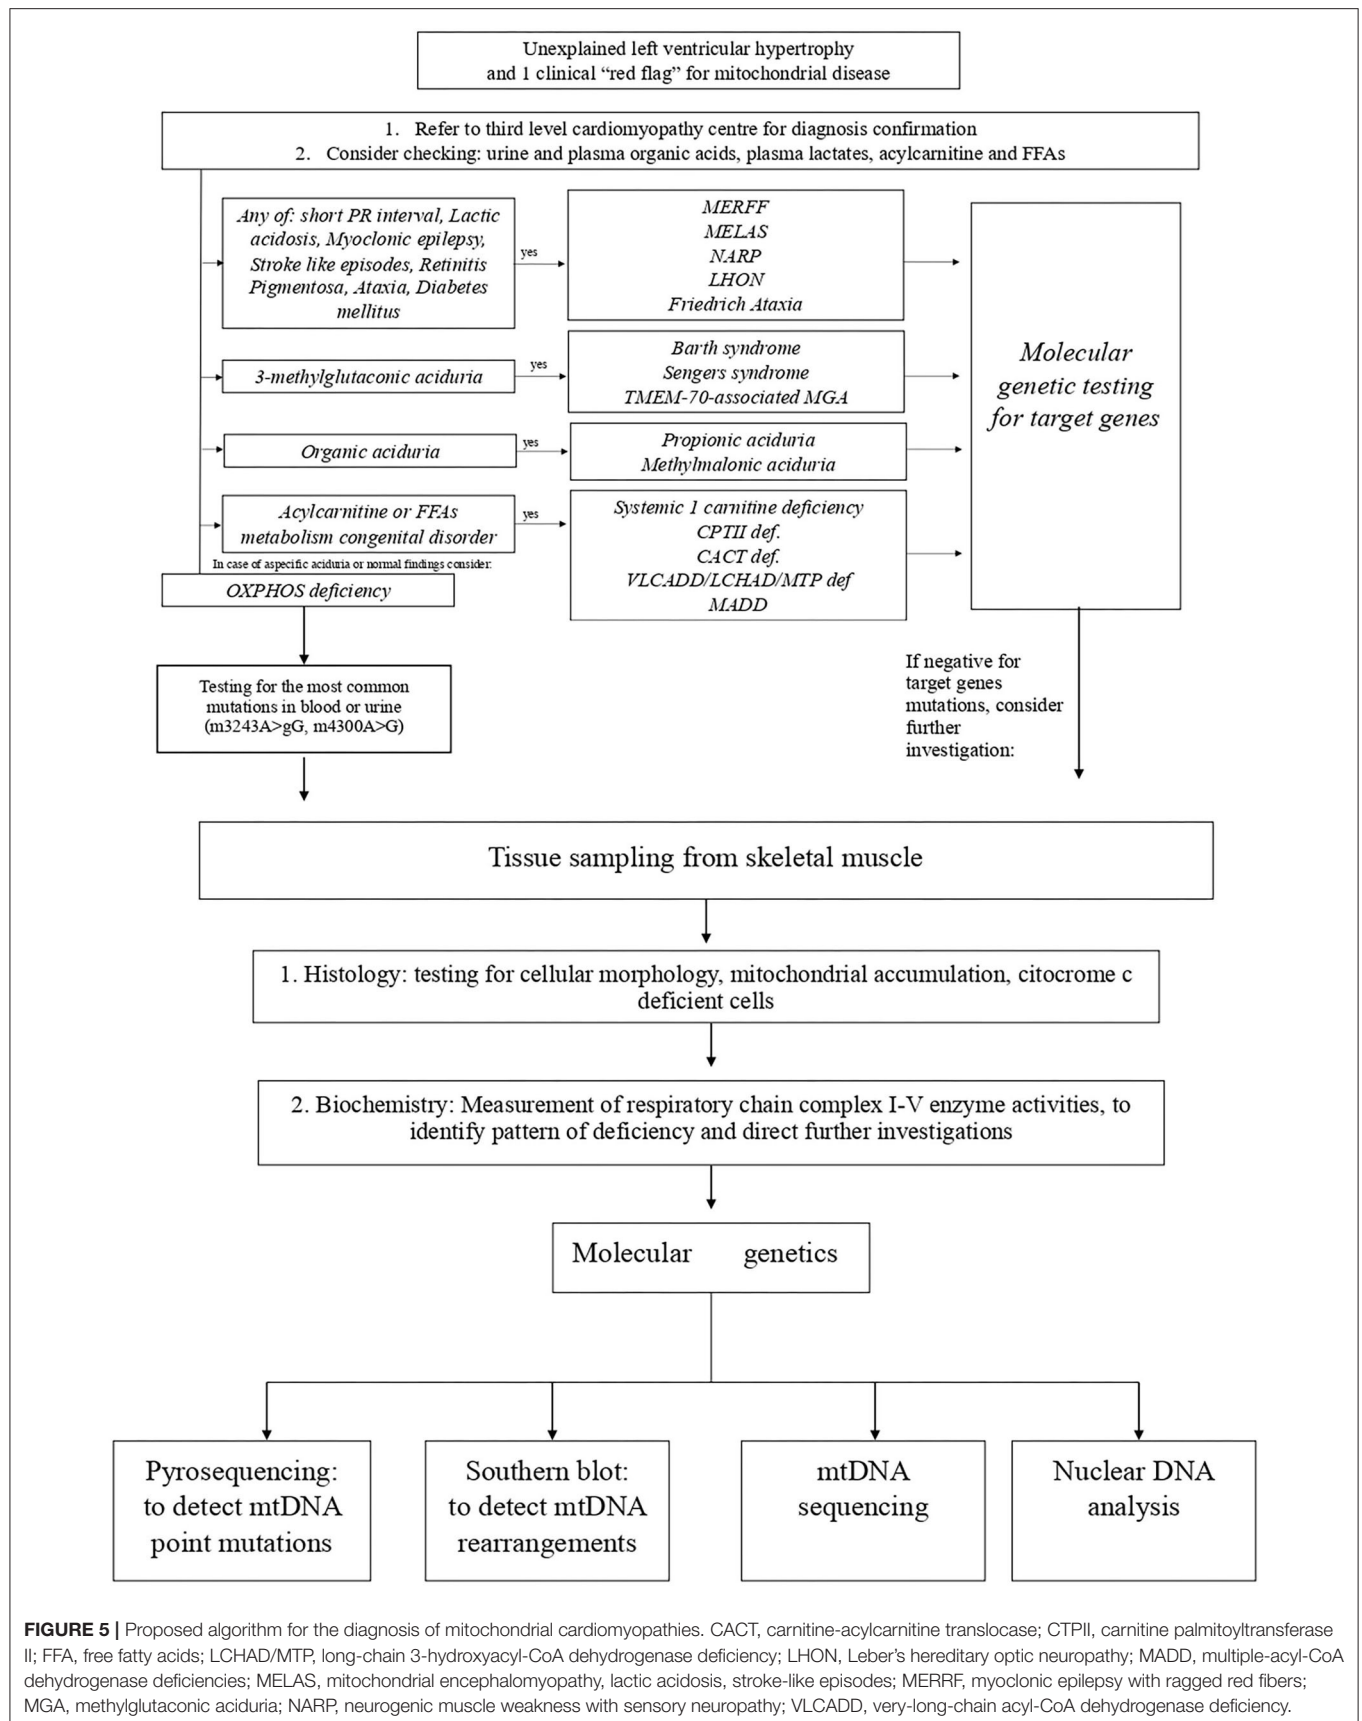 Unexplained left ventricular hypertrophy
and 1 clinical “red flag” for mitochondrial disease
1. Refer to third level cardiomyopathy centre for diagnosis confirmation
2. Consider checking: urine and plasma organic acids, plasma lactates, acylcarnitine and FFAs
Any of: short PR interval, Lactic
acidosis, Myoclonic epilepsy,
Stroke like episodes, Retinitis
Pigmentosa, Ataxia, Diabetes
mellitus
yes
MERFF
MELAS
NARP
LHON
Friedrich Ataxia
3-methylglutaconic aciduria
yes
Barth syndrome
Sengers syndrome
TMEM-70-associated MGA
Organic aciduria
yes
Propionic aciduria
Methylmalonic aciduria
Acylcarnitine or FFAs
metabolism congenital disorder
yes
Systemic 1 carnitine deficiency
CPTII def.
CACT def.
VLCADD/LCHAD/MTP def
MADD
Molecular
genetic testing
for target genes
In case of aspecific aciduria or normal findings consider:
OXPHOS deficiency
Testing for the most common
mutations in blood or urine
(m3243A>gG, m4300A>G)
If negative for
target genes
mutations, consider
further
investigation:
Tissue sampling from skeletal muscle
1. Histology: testing for cellular morphology, mitochondrial accumulation, citocrome c
deficient cells
2. Biochemistry: Measurement of respiratory chain complex I-V enzyme activities, to
identify pattern of deficiency and direct further investigations
Molecular genetics
Pyrosequencing:
to detect mtDNA
point mutations
Southern blot:
to detect mtDNA
rearrangements
mtDNA
sequencing
Nuclear DNA
analysis
FIGURE 5 | Proposed algorithm for the diagnosis of mitochondrial cardiomyopathies. CACT, carnitine-acylcarnitine translocase; CTPII, carnitine palmitoyltransferase
II; FFA, free fatty acids; LCHAD/MTP, long-chain 3-hydroxyacyl-CoA dehydrogenase deficiency; LHON, Leber’s hereditary optic neuropathy; MADD, multiple-acyl-CoA
dehydrogenase deficiencies; MELAS, mitochondrial encephalomyopathy, lactic acidosis, stroke-like episodes; MERRF, myoclonic epilepsy with ragged red fibers;
MGA, methylglutaconic aciduria; NARP, neurogenic muscle weakness with sensory neuropathy; VLCADD, very-long-chain acyl-CoA dehydrogenase deficiency.